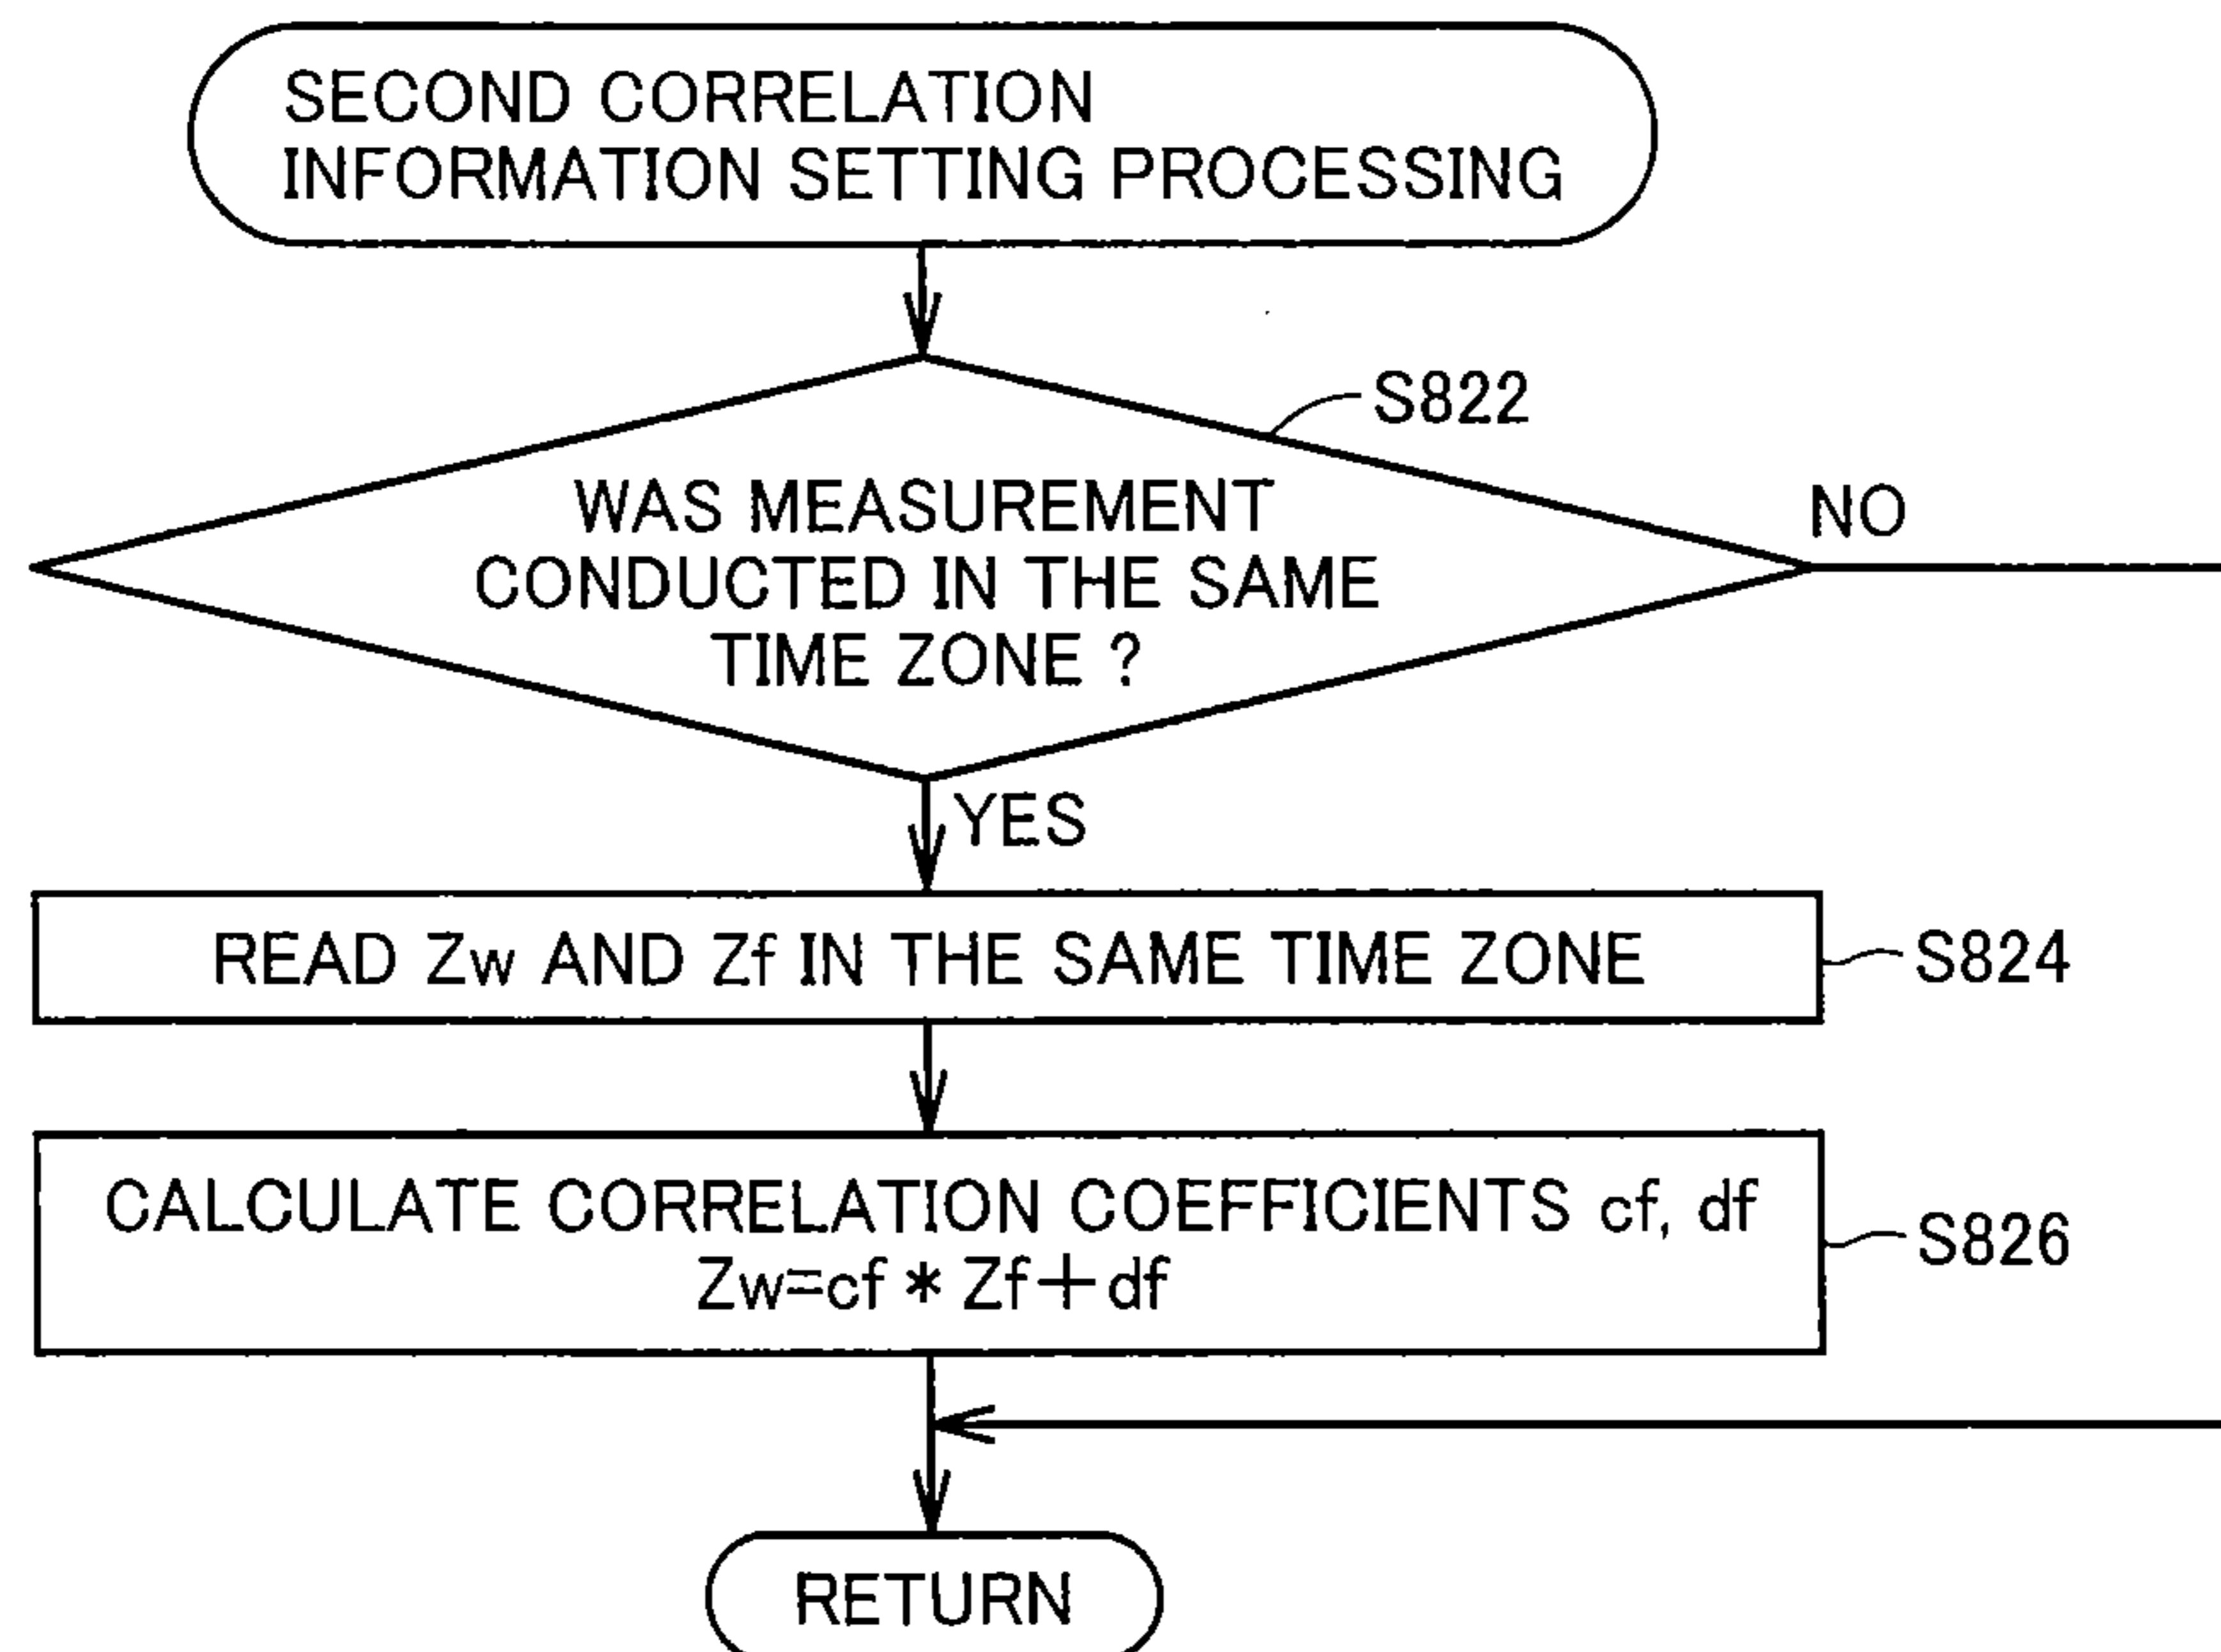 SECOND CORRELATION
INFORMATION SETTING PROCESSING
S822
WAS MEASUREMENT
CONDUCTED IN THE SAME
TIME ZONE ?
NO
YES
READ Zw AND Zf IN THE SAME TIME ZONE
S824
CALCULATE CORRELATION COEFFICIENTS cf, df
Zw=cf * Zf+df
S826
RETURN